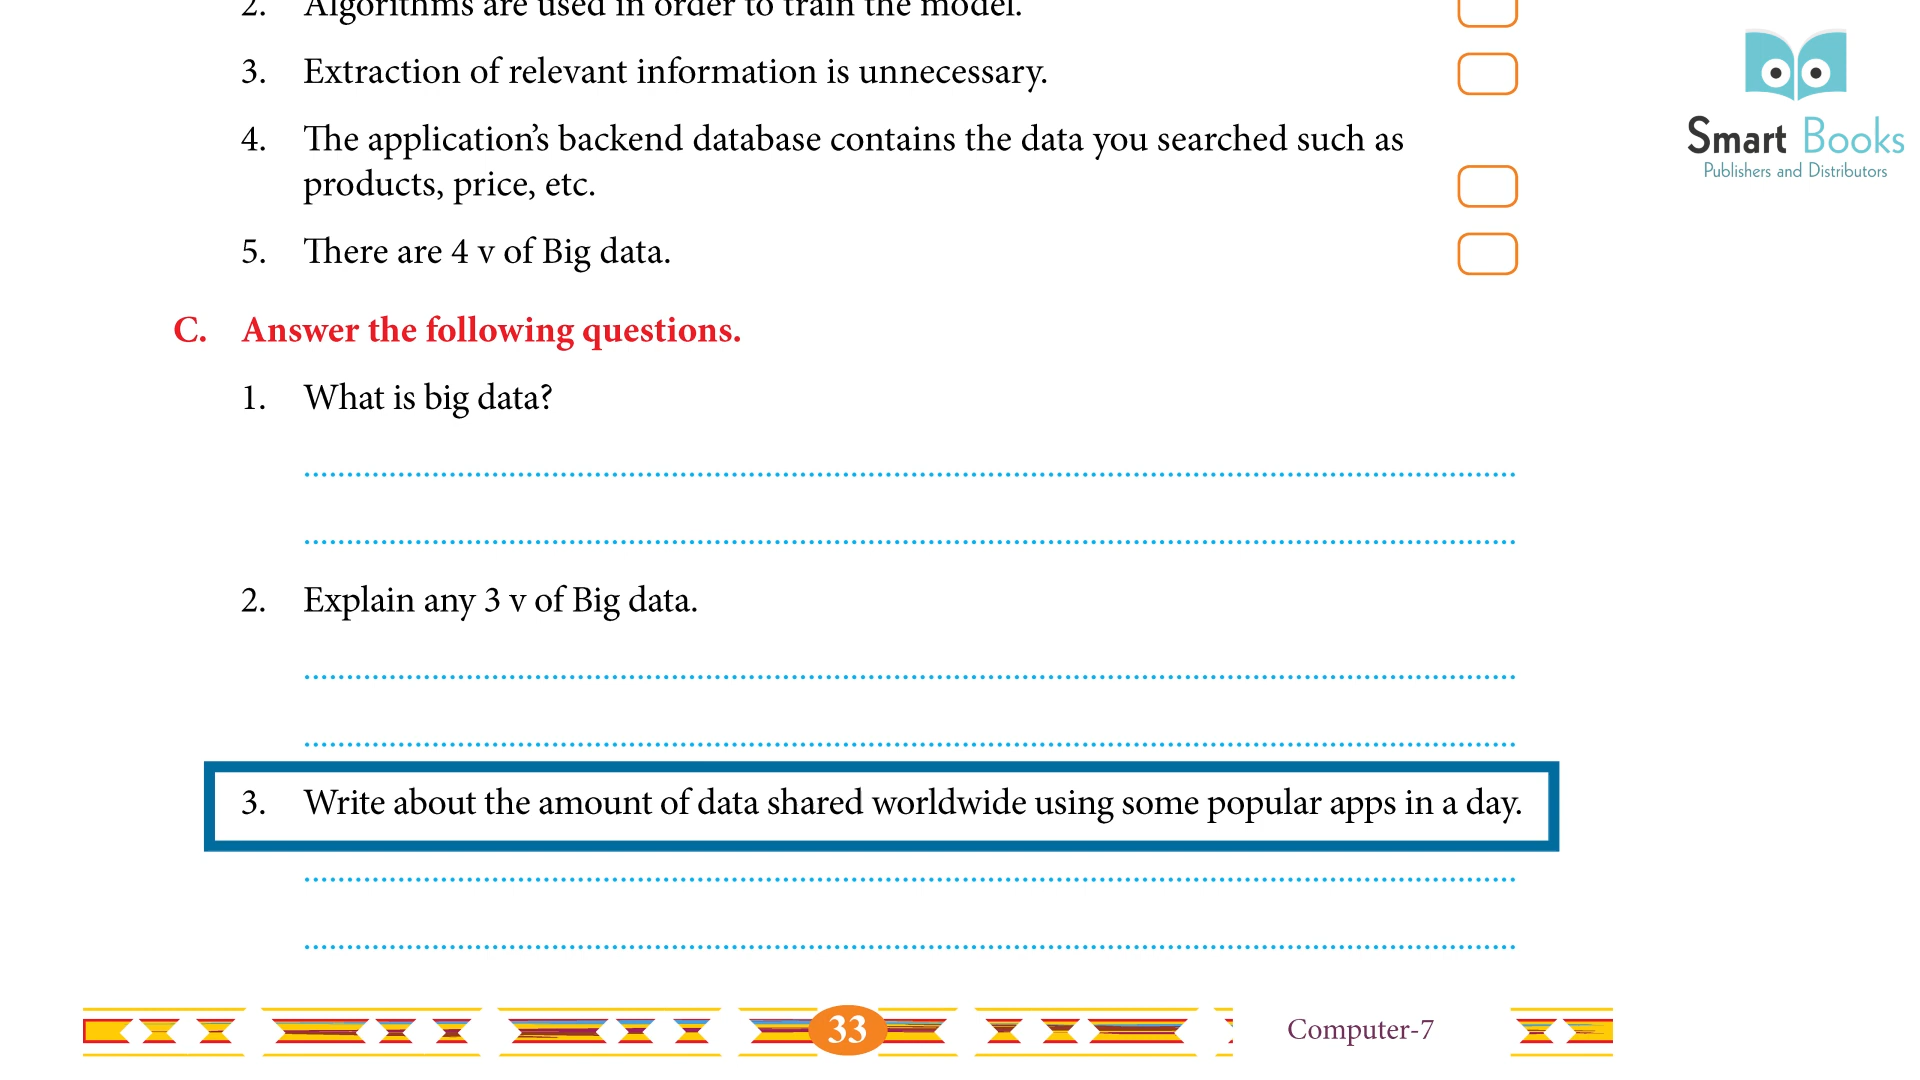 2. Algorithms are used in order to train the model.
3. Extraction of relevant information is unnecessary.
4. The application's backend database contains the data you searched such as
products, price, etc.
5. There are 4 v of Big data.
C. Answer the following questions.
1. What is big data?
2. Explain any 3 v of Big data.
3. Write about the amount of data shared worldwide using some popular apps in a day.
33
Computer-7
Smart Books
Publishers and Distributors